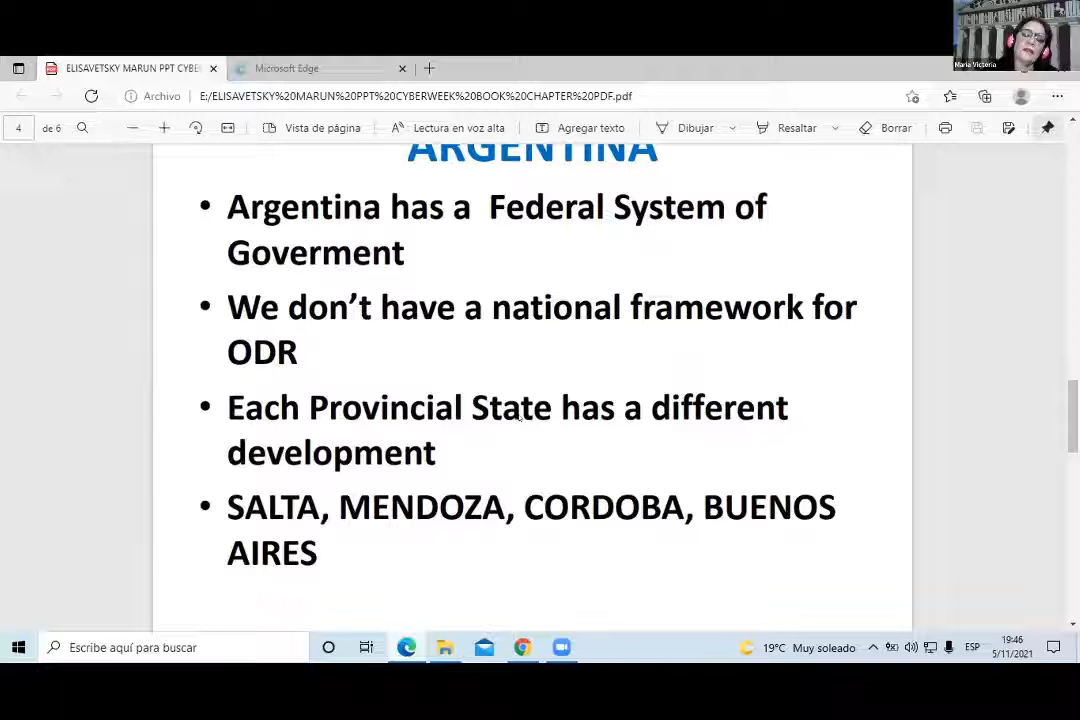 Maria Victoria
ELISAVETSKY MARUN PPT CYBE
Microsoft Edge
Archivo
E:/ELISAVETSKY%20MARUN%20PPT%20CYBERWEEK%20BOOK%20CHAPTER%20PDF.pdf
4 de 6
Vista de página
Lectura en voz alta
Agregar texto
Dibujar
Resaltar
Borrar
ARGENTINA
• Argentina has a Federal System of
Goverment
• We don’t have a national framework for
ODR
• Each Provincial State has a different
development
• SALTA, MENDOZA, CORDOBA, BUENOS
AIRES
Escribe aquí para buscar
19°C Muy soleado
ESP
19:46
5/11/2021